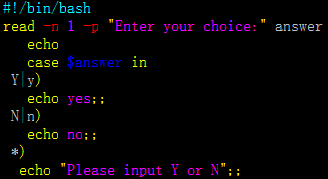 #!/bin/bash
read -n 1 -p "Enter your choice:" answer
echo
case $answer in
Y|y)
echo yes;;
N|n)
echo no;;
*)
echo "Please input Y or N";;